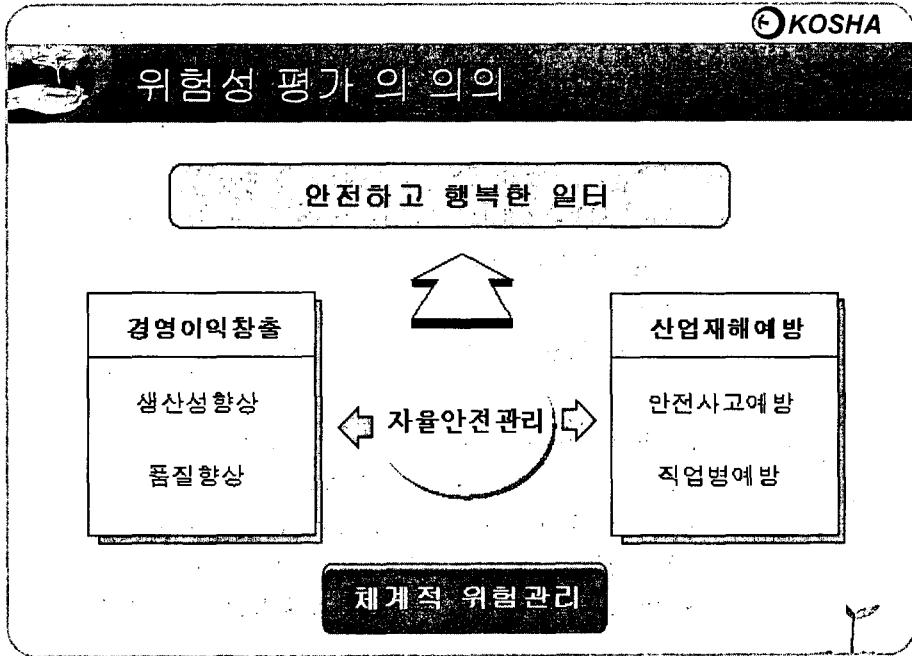 KOSHA
위험성 평가 의 의의
안전하고 행복한 일터
경영이익창출
생산성향상
품질향상
자율안전관리
산업재해예방
안전사고예방
직업병예방
체계적 위험관리